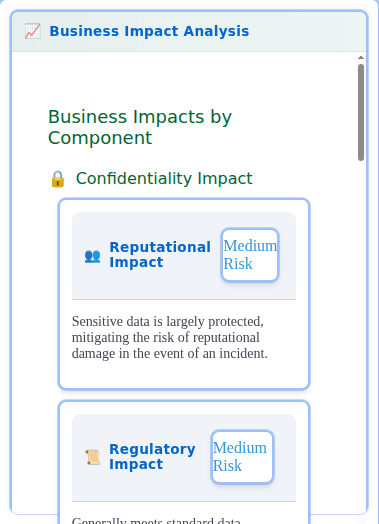 📈 Business Impact Analysis
Business Impacts by
Component
🔒 Confidentiality Impact
👥 Reputational
Impact
Medium
Risk
Sensitive data is largely protected,
mitigating the risk of reputational
damage in the event of an incident.
📜 Regulatory
Impact
Medium
Risk
Generally meets standard data